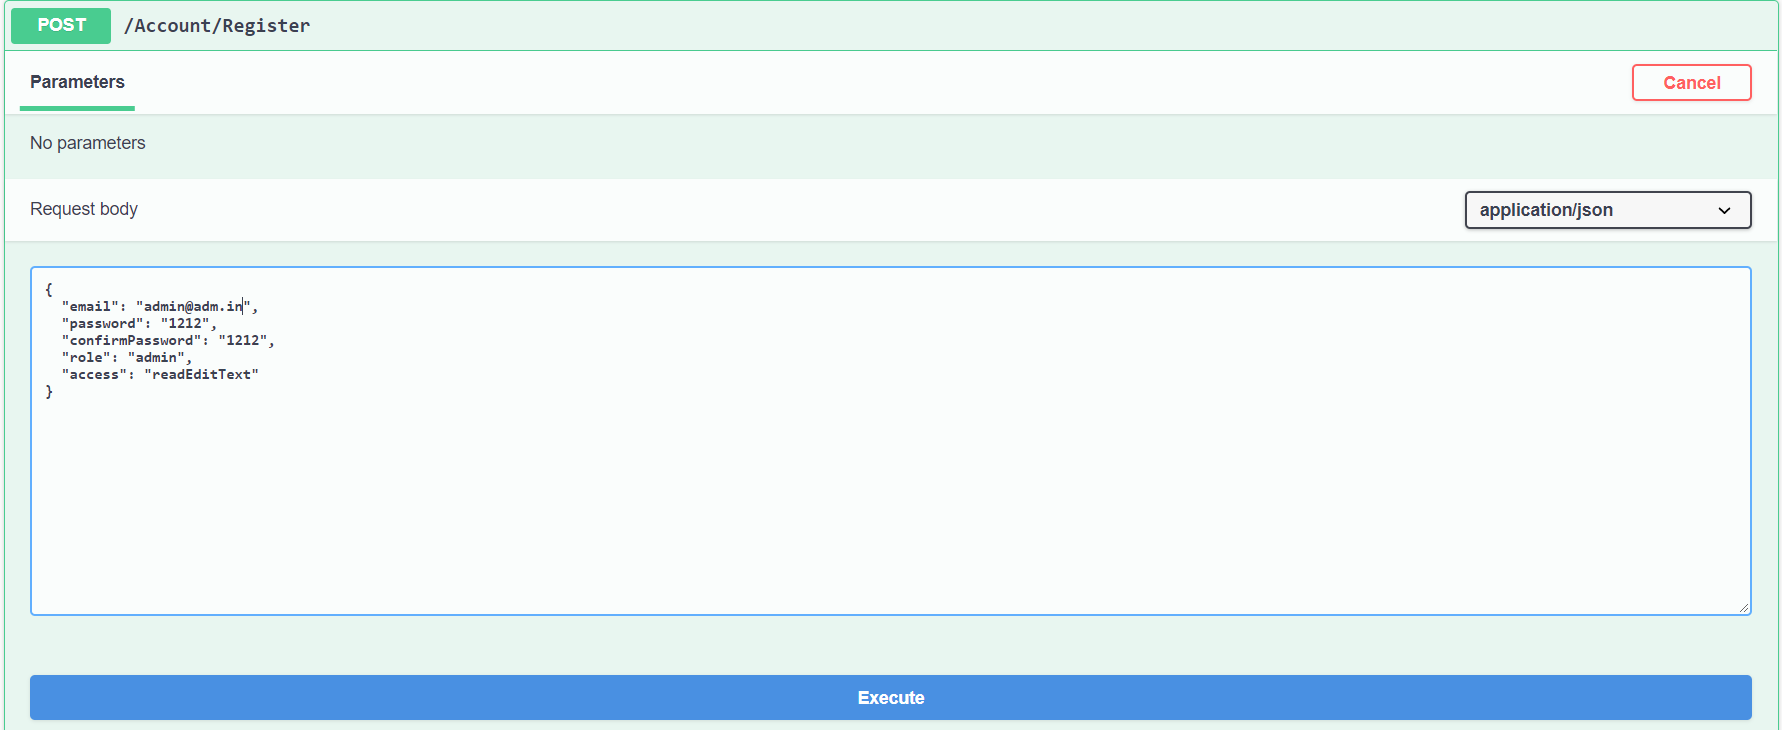 POST /Account/Register
Parameters Cancel
No parameters
Request body application/json
{
  "email": "admin@adm.in",
  "password": "1212",
  "confirmPassword": "1212",
  "role": "admin",
  "access": "readEditText"
}
Execute